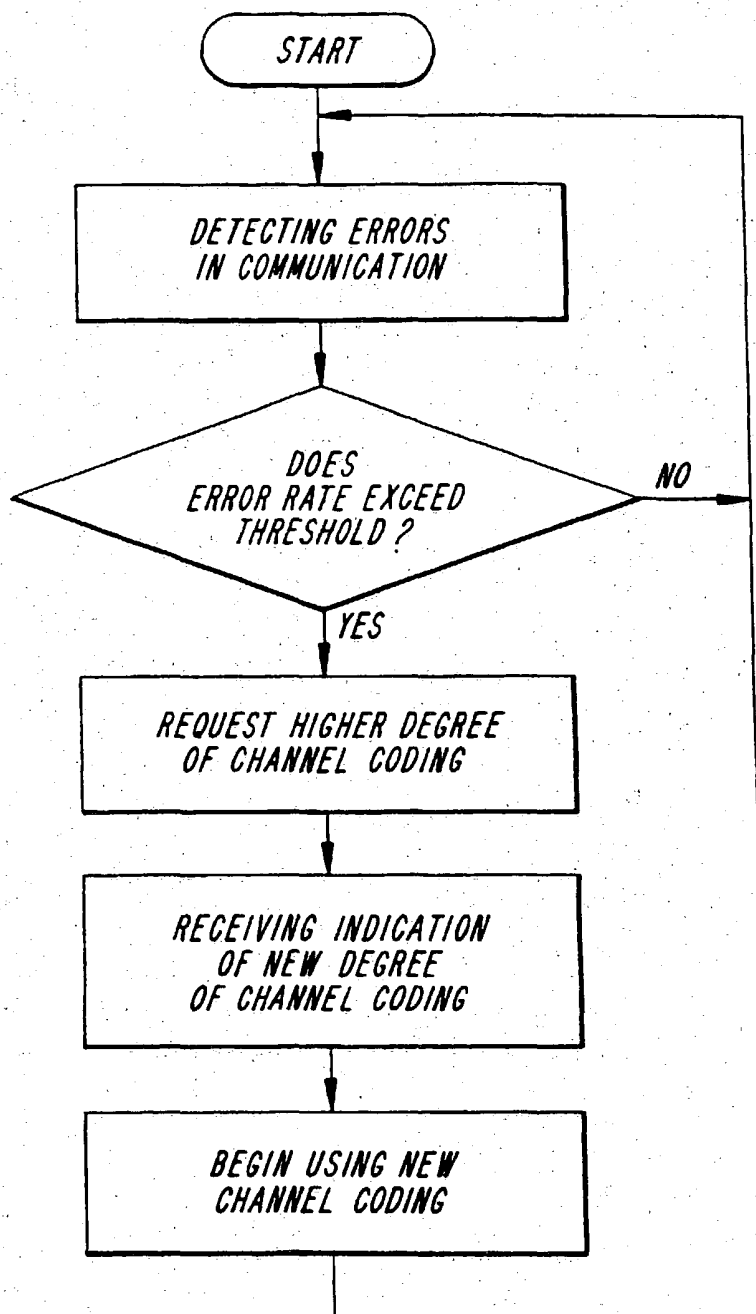 START
DETECTING ERRORS
IN COMMUNICATION
DOES
ERROR RATE EXCEED
THRESHOLD ?
NO
YES
REQUEST HIGHER DEGREE
OF CHANNEL CODING
RECEIVING INDICATION
OF NEW DEGREE
OF CHANNEL CODING
BEGIN USING NEW
CHANNEL CODING